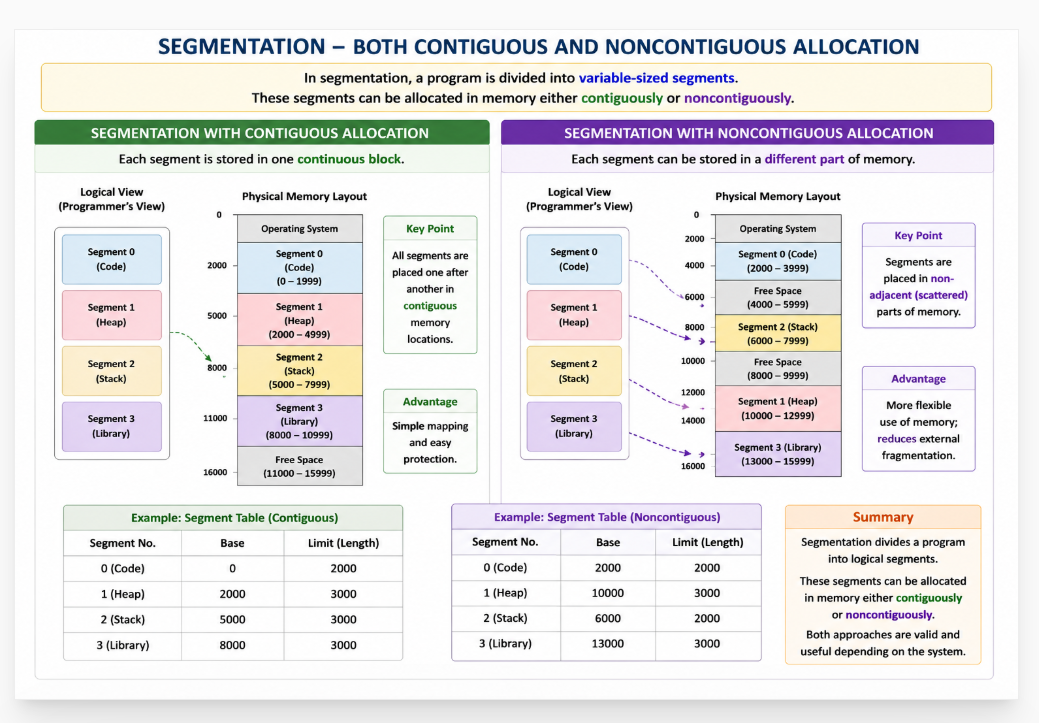 SEGMENTATION – BOTH CONTIGUOUS AND NONCONTIGUOUS ALLOCATION
In segmentation, a program is divided into variable-sized segments.
These segments can be allocated in memory either contiguously or noncontiguously.
SEGMENTATION WITH CONTIGUOUS ALLOCATION
Each segment is stored in one continuous block.
Logical View
(Programmer's View)
Segment 0
(Code)
Segment 1
(Heap)
Segment 2
(Stack)
Segment 3
(Library)
Physical Memory Layout
0
2000
5000
8000
11000
16000
Operating System
Segment 0
(Code)
(0 – 1999)
Segment 1
(Heap)
(2000 – 4999)
Segment 2
(Stack)
(5000 – 7999)
Segment 3
(Library)
(8000 – 10999)
Free Space
(11000 – 15999)
Key Point
All segments are
placed one after
another in
contiguous
memory
locations.
Advantage
Simple mapping
and easy
protection.
SEGMENTATION WITH NONCONTIGUOUS ALLOCATION
Each segment can be stored in a different part of memory.
Logical View
(Programmer's View)
Segment 0
(Code)
Segment 1
(Heap)
Segment 2
(Stack)
Segment 3
(Library)
Physical Memory Layout
0
2000
4000
6000
8000
10000
12000
14000
16000
Operating System
Segment 0 (Code)
(2000 – 3999)
Free Space
(4000 – 5999)
Segment 2 (Stack)
(6000 – 7999)
Free Space
(8000 – 9999)
Segment 1 (Heap)
(10000 – 12999)
Segment 3 (Library)
(13000 – 15999)
Key Point
Segments are
placed in non-
adjacent (scattered)
parts of memory.
Advantage
More flexible
use of memory;
reduces external
fragmentation.
Example: Segment Table (Contiguous)
Segment No. Base Limit (Length)
0 (Code) 0 2000
1 (Heap) 2000 3000
2 (Stack) 5000 3000
3 (Library) 8000 3000
Example: Segment Table (Noncontiguous)
Segment No. Base Limit (Length)
0 (Code) 2000 2000
1 (Heap) 10000 3000
2 (Stack) 6000 2000
3 (Library) 13000 3000
Summary
Segmentation divides a program
into logical segments.
These segments can be allocated
in memory either contiguously
or noncontiguously.
Both approaches are valid and
useful depending on the system.